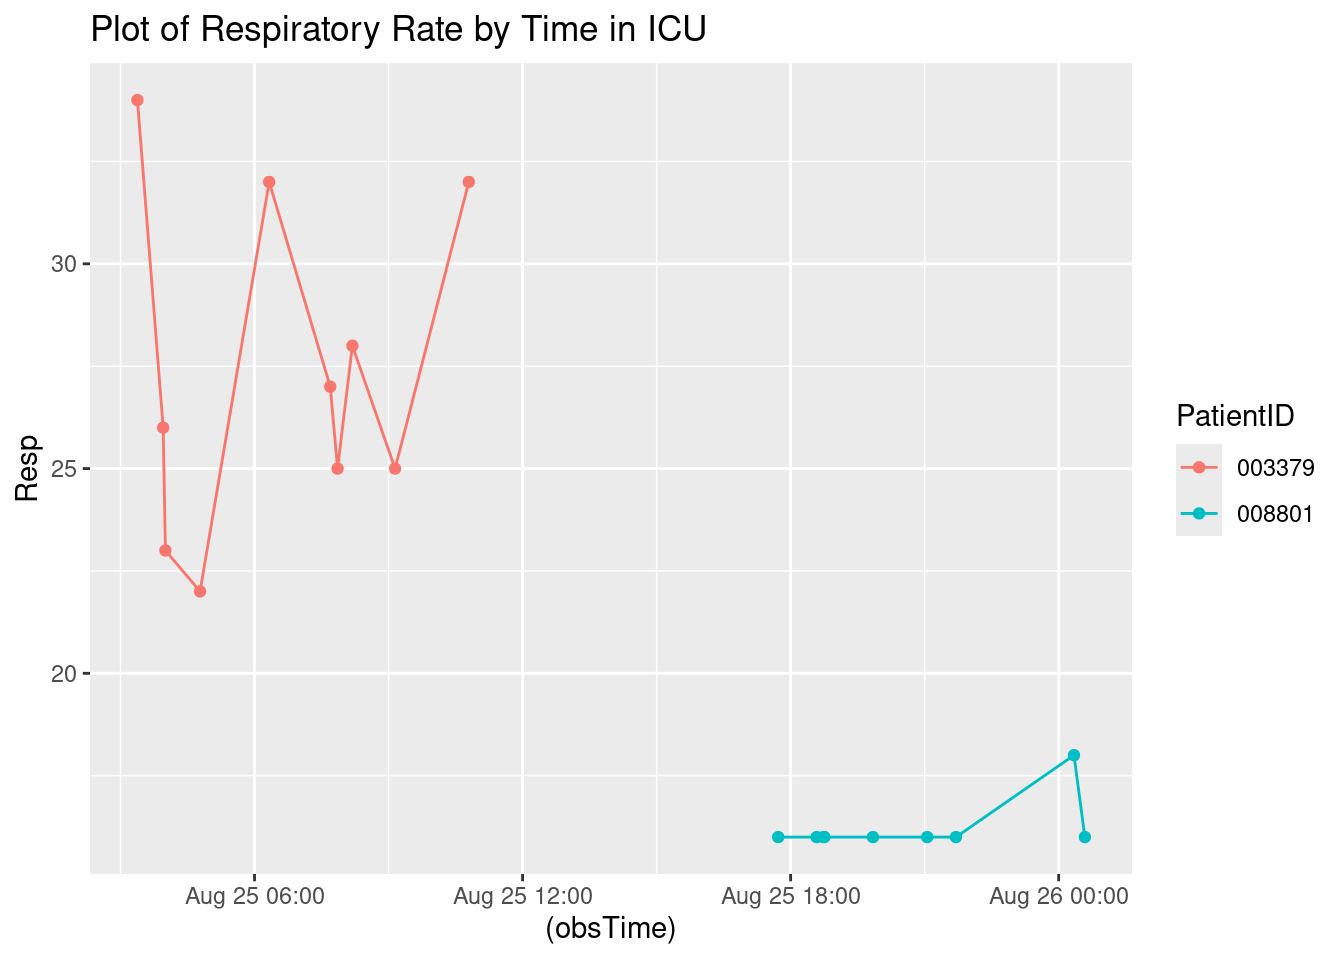 Plot of Respiratory Rate by Time in ICU
30
25
20
Resp
Aug 25 06:00
Aug 25 12:00
Aug 25 18:00
Aug 26 00:00
(obsTime)
PatientID
003379
008801